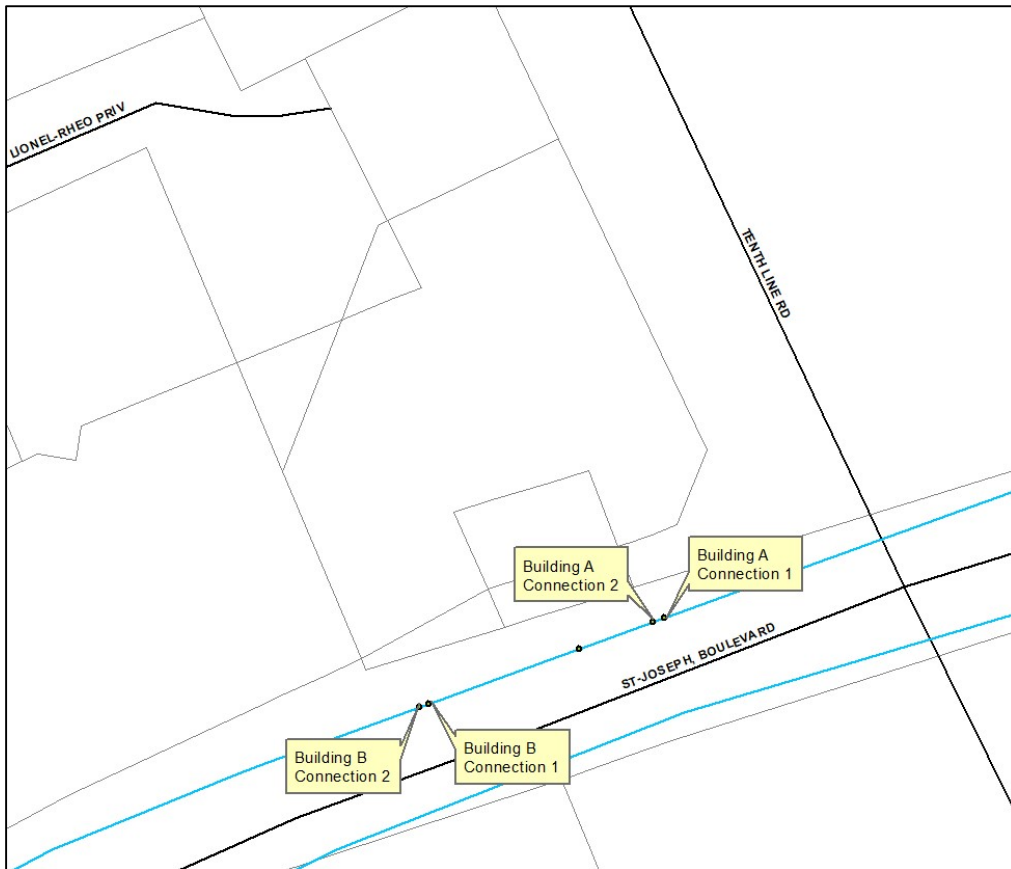 LIONEL-RHEO PRIV
TENTH LINE RD
Building A
Connection 2
Building A
Connection 1
ST-JOSEPH, BOULEVARD
Building B
Connection 2
Building B
Connection 1